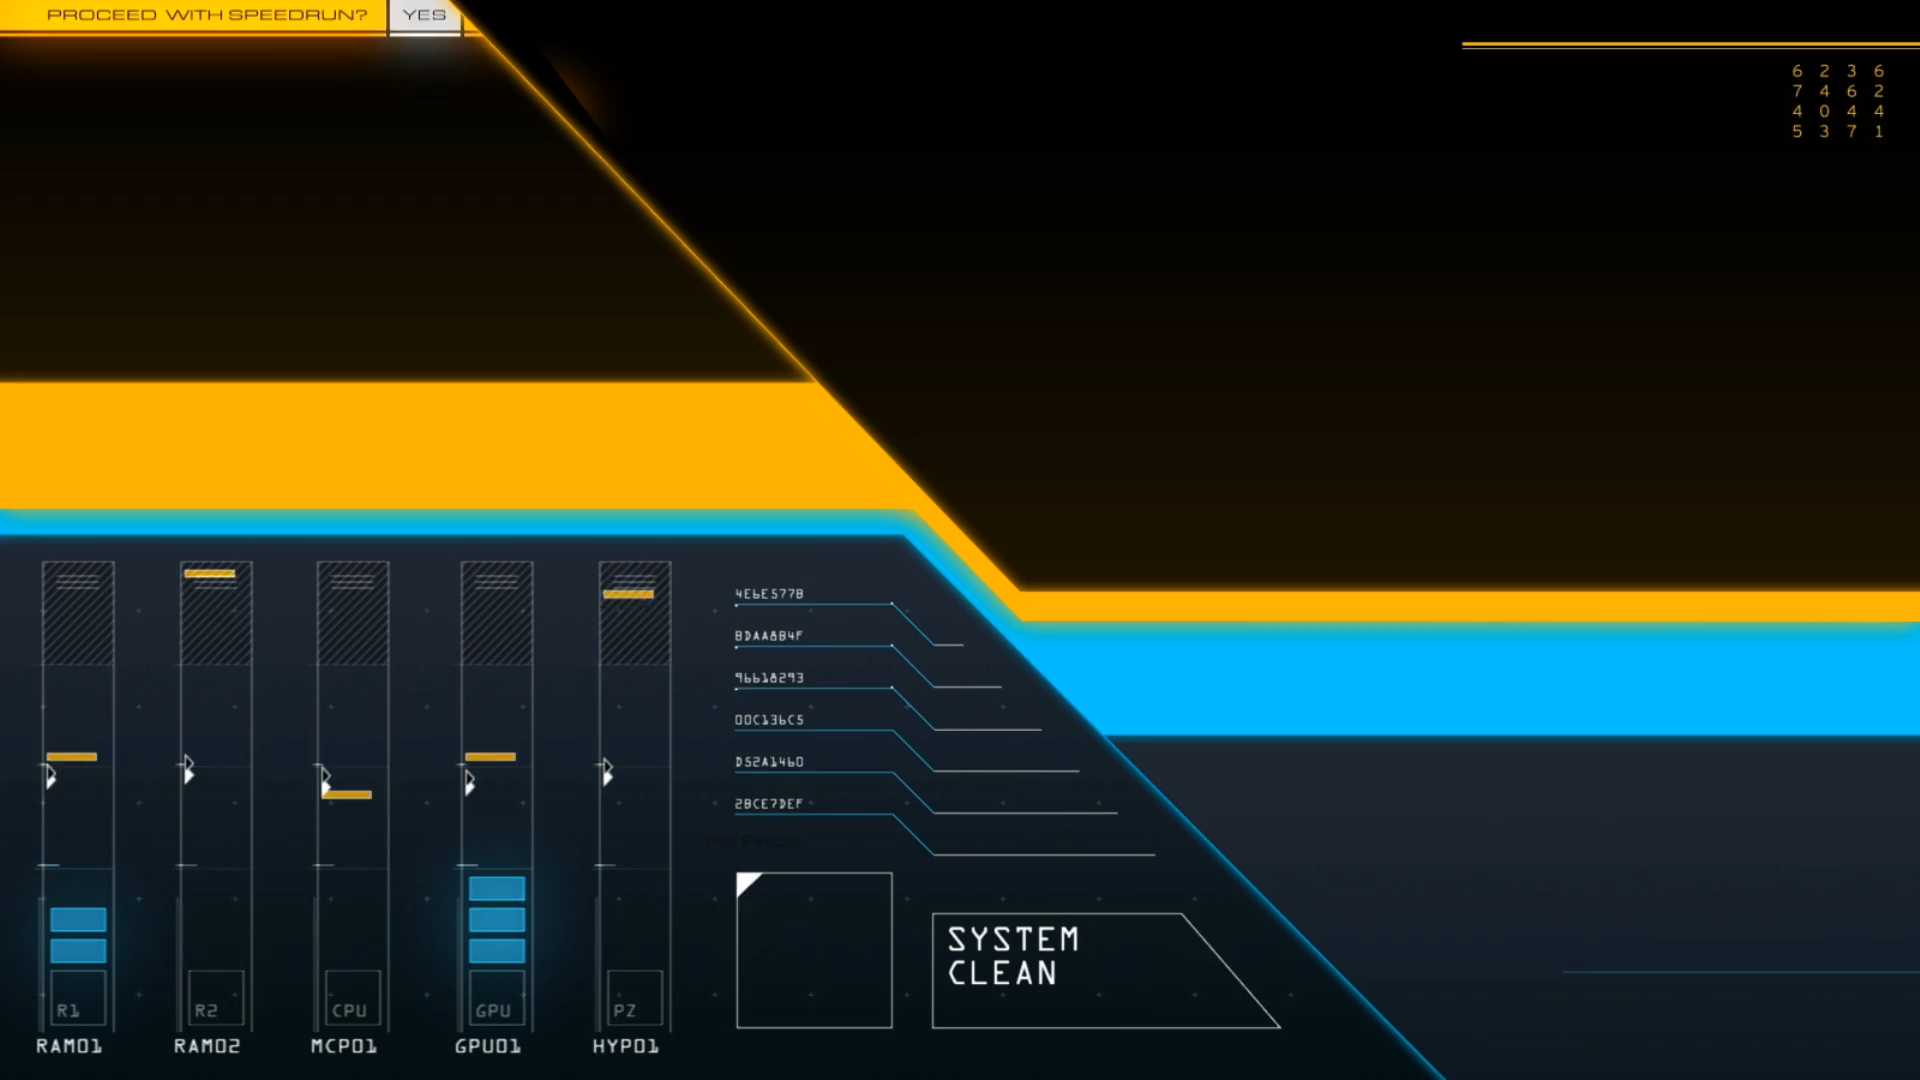 PROCEED WITH SPEEDRUN? YES
6 2 3 6
7 4 6 2
4 0 4 4
5 3 7 1
4E6E577B
BDAA8B4F
96618293
00C136C5
D52A1460
2BCE7DEF
SYSTEM
CLEAN
R1 R2 CPU GPU PZ
RAM01 RAM02 MCP01 GPU01 HYP01